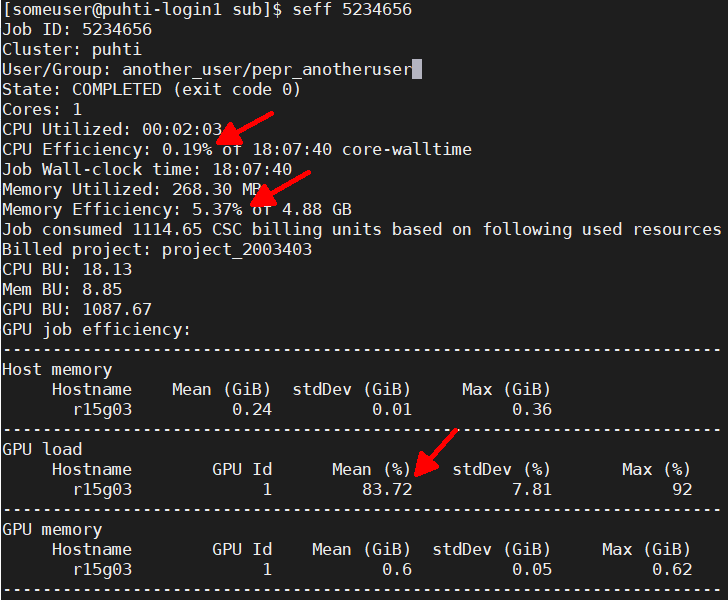 [someuser@puhti-login1 sub]$ seff 5234656
Job ID: 5234656
Cluster: puhti
User/Group: another_user/pepr_anotheruser
State: COMPLETED (exit code 0)
Cores: 1
CPU Utilized: 00:02:03
CPU Efficiency: 0.19% of 18:07:40 core-walltime
Job Wall-clock time: 18:07:40
Memory Utilized: 268.30 MB
Memory Efficiency: 5.37% of 4.88 GB
Job consumed 1114.65 CSC billing units based on following used resources
Billed project: project_2003403
CPU BU: 18.13
Mem BU: 8.85
GPU BU: 1087.67
GPU job efficiency:
------------------------------------------------------------------------
Host memory
Hostname Mean (GiB) stdDev (GiB) Max (GiB)
r15g03 0.24 0.01 0.36
------------------------------------------------------------------------
GPU load
Hostname GPU Id Mean (%) stdDev (%) Max (%)
r15g03 1 83.72 7.81 92
------------------------------------------------------------------------
GPU memory
Hostname GPU Id Mean (GiB) stdDev (GiB) Max (GiB)
r15g03 1 0.6 0.05 0.62
------------------------------------------------------------------------